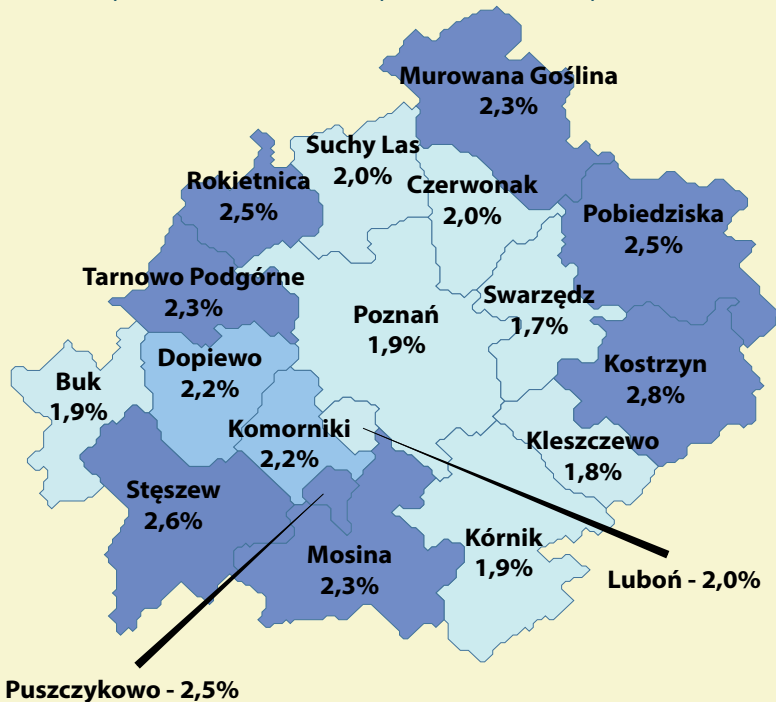 Murowana Goślina
2,3%
Suchy Las
2,0%
Rokietnica
2,5%
Czerwonak
2,0%
Pobiedziska
2,5%
Tarnowo Podgórne
2,3%
Swarzędz
1,7%
Poznań
1,9%
Dopiewo
2,2%
Kostrzyn
2,8%
Buk
1,9%
Komorniki
2,2%
Kleszczewo
1,8%
Stęszew
2,6%
Kórnik
1,9%
Mosina
2,3%
Luboń - 2,0%
Puszczykowo - 2,5%